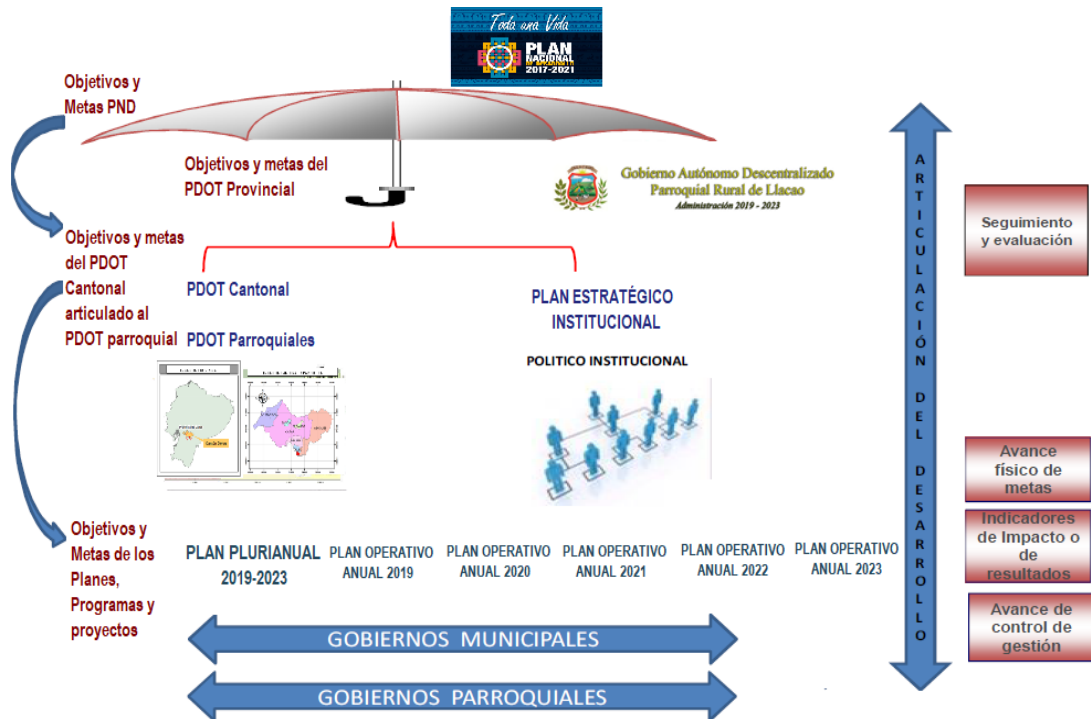 Toda una Vida
PLAN
NACIONAL
DE DESARROLLO
2017-2021
Objetivos y
Metas PND
Objetivos y metas del
PDOT Provincial
Gobierno Autónomo Descentralizado
Parroquial Rural de Llacao
Administración 2019 - 2023
Objetivos y metas
del PDOT
Cantonal
articulado al
PDOT parroquial
PDOT Cantonal
PDOT Parroquiales
PLAN ESTRATÉGICO
INSTITUCIONAL
POLITICO INSTITUCIONAL
Objetivos y
Metas de los
Planes,
Programas y
proyectos
PLAN PLURIANUAL
2019-2023
PLAN OPERATIVO
ANUAL 2019
PLAN OPERATIVO
ANUAL 2020
PLAN OPERATIVO
ANUAL 2021
PLAN OPERATIVO
ANUAL 2022
PLAN OPERATIVO
ANUAL 2023
GOBIERNOS MUNICIPALES
GOBIERNOS PARROQUIALES
ARTICULACIÓN DEL DESARROLLO
Seguimiento
y evaluación
Avance
físico de
metas
Indicadores
de Impacto o
de
resultados
Avance de
control de
gestión